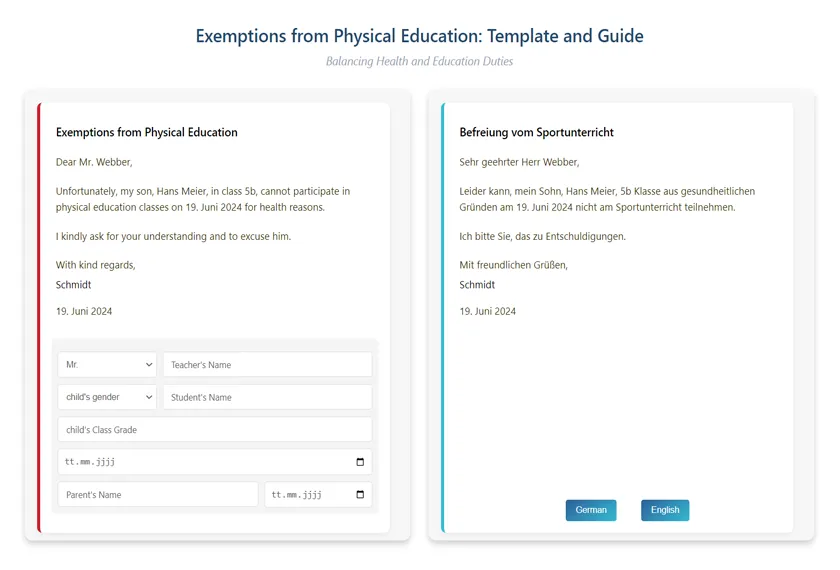 Exemptions from Physical Education: Template and Guide
Balancing Health and Education Duties
Exemptions from Physical Education
Dear Mr. Webber,
Unfortunately, my son, Hans Meier, in class 5b, cannot participate in
physical education classes on 19. Juni 2024 for health reasons.
I kindly ask for your understanding and to excuse him.
With kind regards,
Schmidt
19. Juni 2024
Mr.
Teacher's Name
child's gender
Student's Name
child's Class Grade
tt.mm.jjjj
Parent's Name
tt.mm.jjjj
Befreiung vom Sportunterricht
Sehr geehrter Herr Webber,
Leider kann, mein Sohn, Hans Meier, 5b Klasse aus gesundheitlichen
Gründen am 19. Juni 2024 nicht am Sportunterricht teilnehmen.
Ich bitte Sie, das zu Entschuldigungen.
Mit freundlichen Grüßen,
Schmidt
19. Juni 2024
German
English